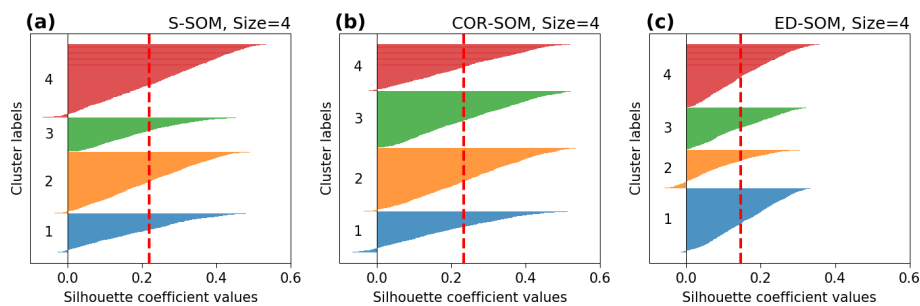 (a) S-SOM, Size=4
Cluster labels
4
3
2
1
0.0 0.2 0.4 0.6
Silhouette coefficient values
(b) COR-SOM, Size=4
Cluster labels
4
3
2
1
0.0 0.2 0.4 0.6
Silhouette coefficient values
(c) ED-SOM, Size=4
Cluster labels
4
3
2
1
0.0 0.2 0.4 0.6
Silhouette coefficient values